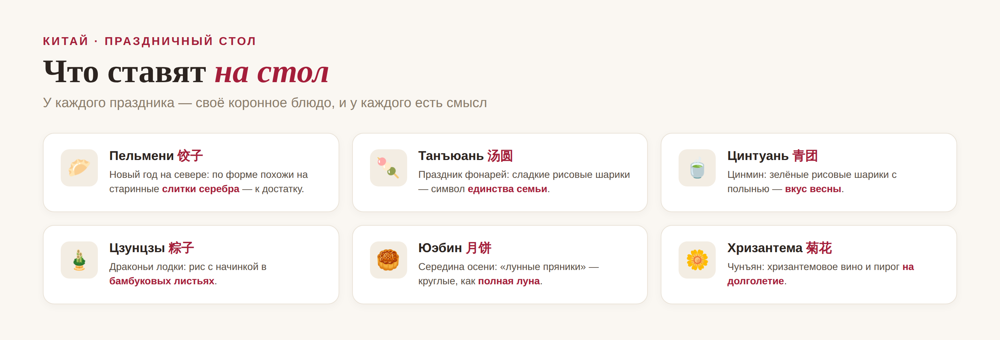 КИТАЙ · ПРАЗДНИЧНЫЙ СТОЛ
Что ставят на стол
У каждого праздника — своё коронное блюдо, и у каждого есть смысл
Пельмени 饺子
Новый год на севере: по форме похожи на
старинные слитки серебра — к достатку.
Танъюань 汤圆
Праздник фонарей: сладкие рисовые шарики
— символ единства семьи.
Цинтуань 青团
Цинмин: зелёные рисовые шарики с
полынью — вкус весны.
Цзунцзы 粽子
Драконьи лодки: рис с начинкой в
бамбуковых листьях.
Юэбин 月饼
Середина осени: «лунные пряники» —
круглые, как полная луна.
Хризантема 菊花
Чунъян: хризантемовое вино и пирог на
долголетие.